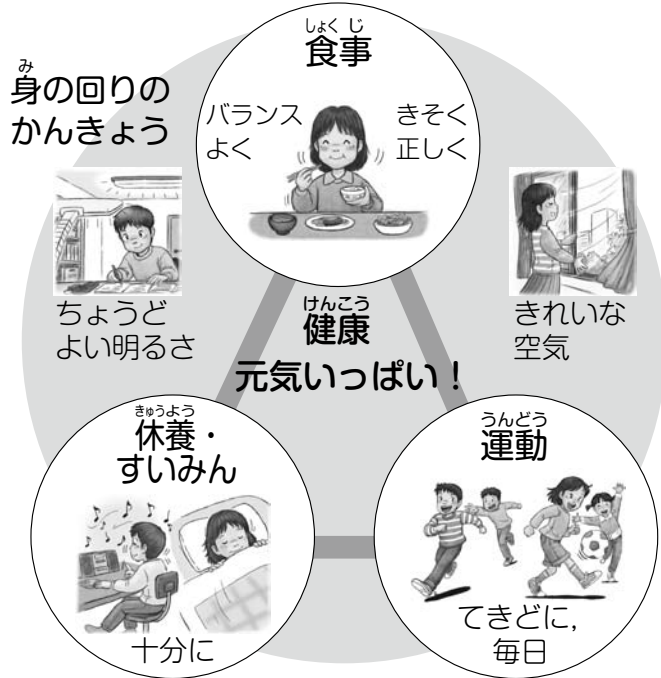 しょくじ
食事
バランス
よく
きそく
正しく
み
身の回りの
かんきょう
ちょうど
よい明るさ
きれいな
空気
けんこう
健康
元気いっぱい！
きゅうよう
休養・
すいみん
十分に
うんどう
運動
てきどに，
毎日